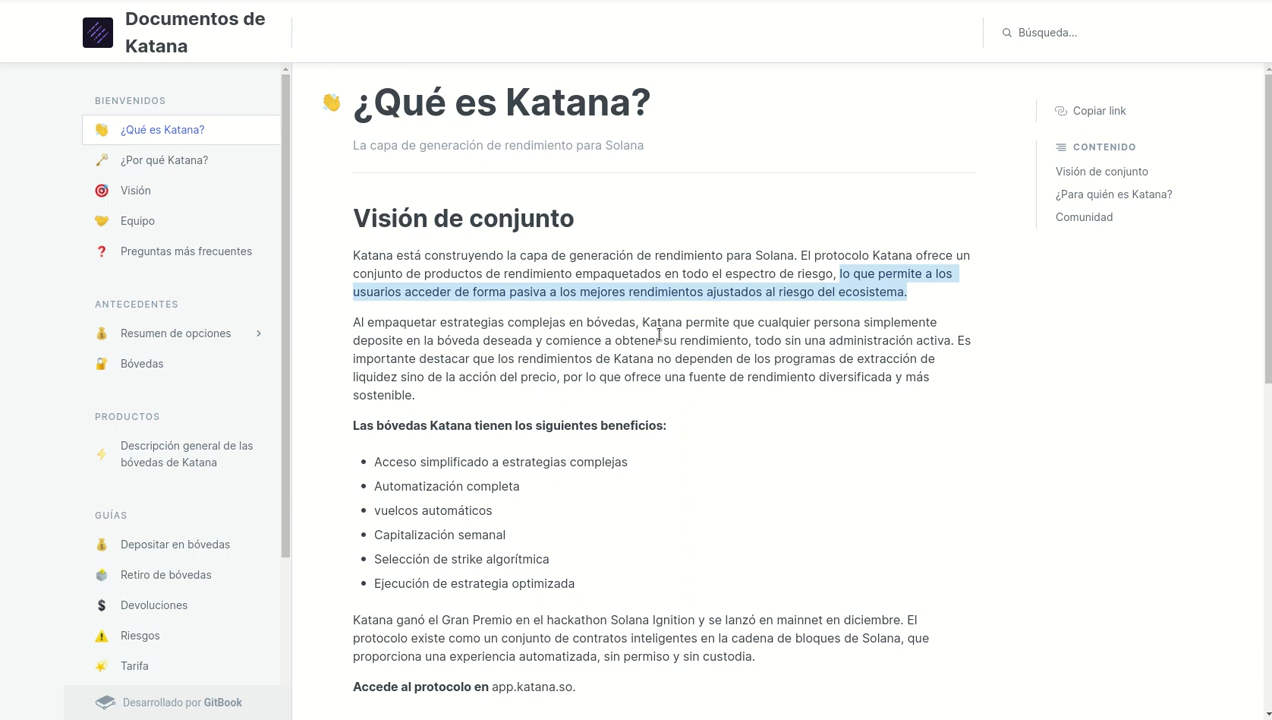 Documentos de
Katana
Búsqueda...
BIENVENIDOS
¿Qué es Katana?
¿Por qué Katana?
Visión
Equipo
Preguntas más frecuentes
ANTECEDENTES
Resumen de opciones
Bóvedas
PRODUCTOS
Descripción general de las
bóvedas de Katana
GUÍAS
Depositar en bóvedas
Retiro de bóvedas
Devoluciones
Riesgos
Tarifa
Desarrollado por GitBook
¿Qué es Katana?
La capa de generación de rendimiento para Solana
Visión de conjunto
Katana está construyendo la capa de generación de rendimiento para Solana. El protocolo Katana ofrece un
conjunto de productos de rendimiento empaquetados en todo el espectro de riesgo, lo que permite a los
usuarios acceder de forma pasiva a los mejores rendimientos ajustados al riesgo del ecosistema.
Al empaquetar estrategias complejas en bóvedas, Katana permite que cualquier persona simplemente
deposite en la bóveda deseada y comience a obtener su rendimiento, todo sin una administración activa. Es
importante destacar que los rendimientos de Katana no dependen de los programas de extracción de
liquidez sino de la acción del precio, por lo que ofrece una fuente de rendimiento diversificada y más
sostenible.
Las bóvedas Katana tienen los siguientes beneficios:
• Acceso simplificado a estrategias complejas
• Automatización completa
• vuelcos automáticos
• Capitalización semanal
• Selección de strike algorítmica
• Ejecución de estrategia optimizada
Katana ganó el Gran Premio en el hackathon Solana Ignition y se lanzó en mainnet en diciembre. El
protocolo existe como un conjunto de contratos inteligentes en la cadena de bloques de Solana, que
proporciona una experiencia automatizada, sin permiso y sin custodia.
Accede al protocolo en app.katana.so.
Copiar link
CONTENIDO
Visión de conjunto
¿Para quién es Katana?
Comunidad